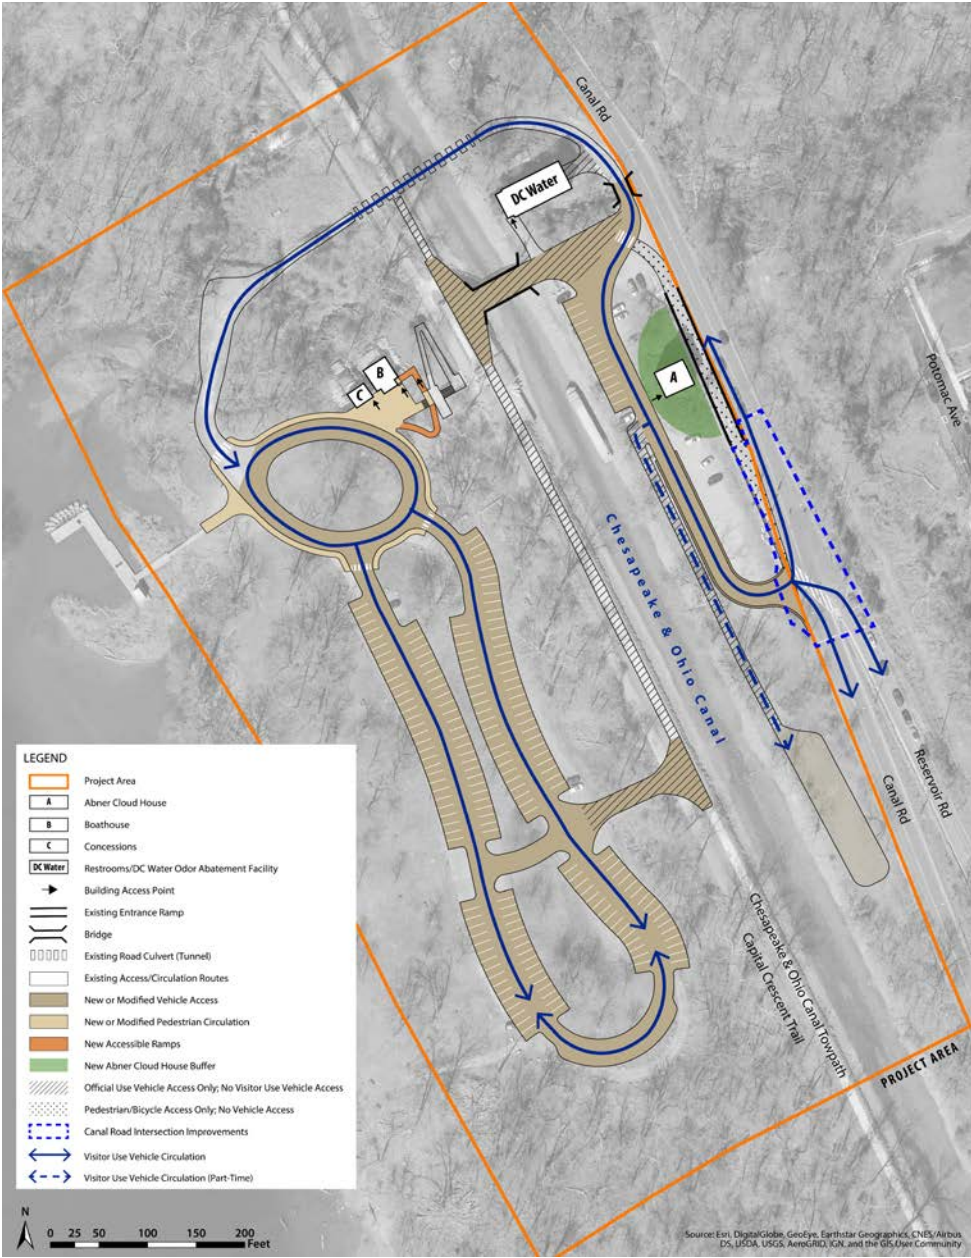 Canal Rd
DC Water
Potomac Ave
A
B
C
Chesapeake & Ohio Canal
Reservoir Rd
Canal Rd
Chesapeake & Ohio Canal Towpath
Capital Crescent Trail
PROJECT AREA
LEGEND
Project Area
A Abner Cloud House
B Boathouse
C Concessions
DC Water Restrooms/DC Water Odor Abatement Facility
Building Access Point
Existing Entrance Ramp
Bridge
Existing Road Culvert (Tunnel)
Existing Access/Circulation Routes
New or Modified Vehicle Access
New or Modified Pedestrian Circulation
New Accessible Ramps
New Abner Cloud House Buffer
Official Use Vehicle Access Only; No Visitor Use Vehicle Access
Pedestrian/Bicycle Access Only; No Vehicle Access
Canal Road Intersection Improvements
Visitor Use Vehicle Circulation
Visitor Use Vehicle Circulation (Part-Time)
N
0 25 50 100 150 200
Feet
Source: Esri, DigitalGlobe, GeoEye, Earthstar Geographics, CNES/Airbus
DS, USDA, USGS, AeroGRID, IGN, and the GIS User Community